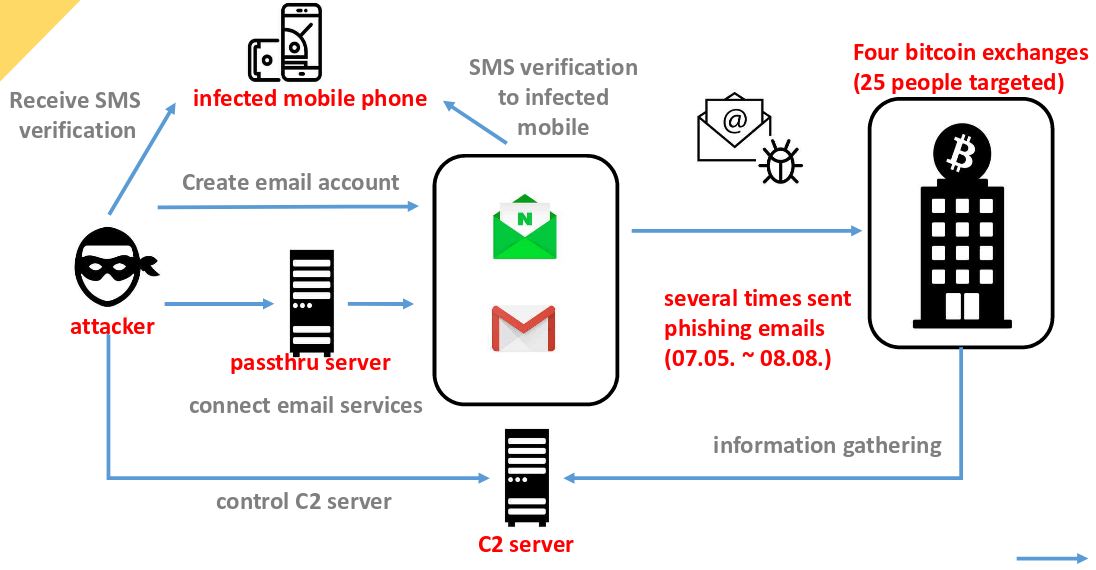 Four bitcoin exchanges
(25 people targeted)
SMS verification
to infected
mobile
infected mobile phone
Receive SMS
verification
@
Create email account
N
several times sent
phishing emails
(07.05. ~ 08.08.)
attacker
passthru server
connect email services
information gathering
control C2 server
C2 server